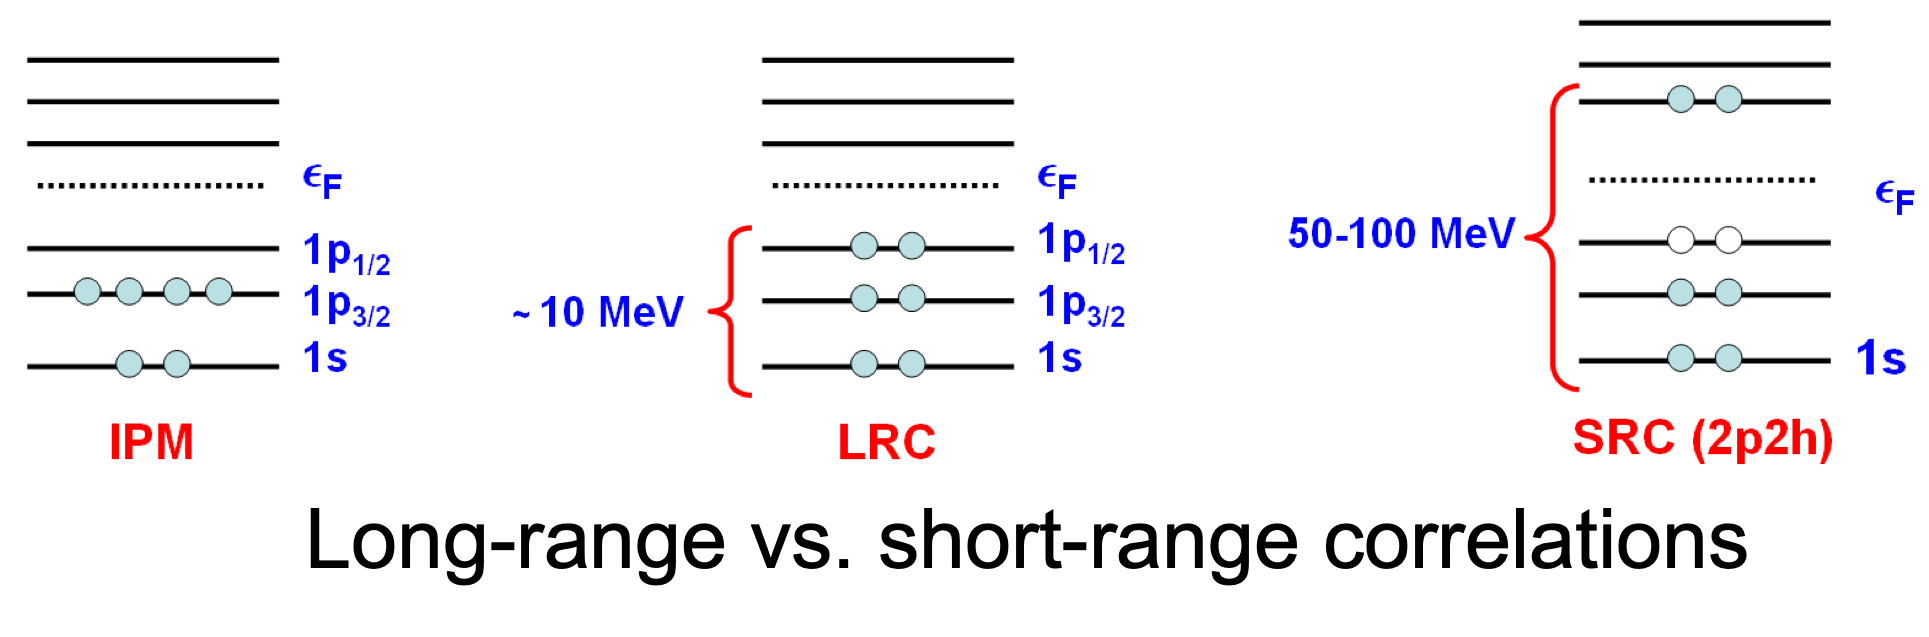 ϵF
1p1/2
1p3/2
1s
IPM
~ 10 MeV
ϵF
1p1/2
1p3/2
1s
LRC
50-100 MeV
ϵF
1s
SRC (2p2h)
Long-range vs. short-range correlations